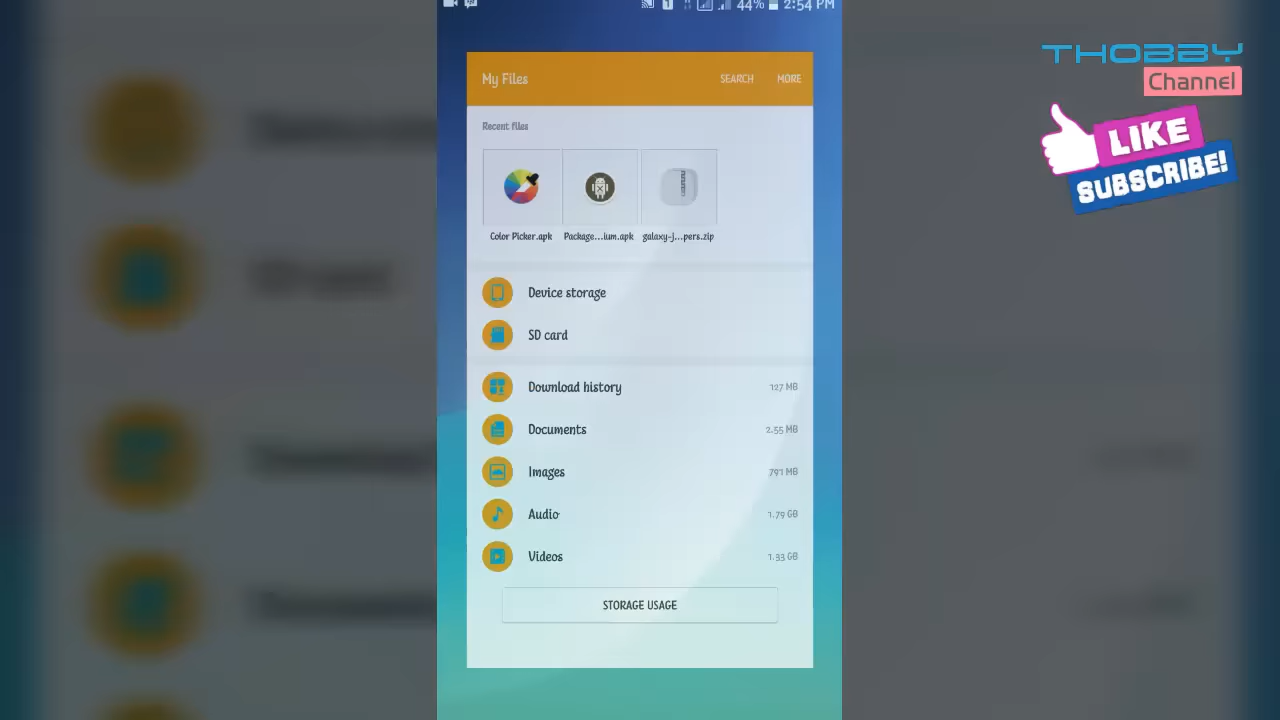 44% 2:54 PM
THOBBY
Channel
LIKE
SUBSCRIBE!
My Files
SEARCH
MORE
Recent files
Color Picker.apk
Package...ium.apk
galaxy-j...pers.zip
Device storage
SD card
Download history
127 MB
Documents
2.55 MB
Images
791 MB
Audio
1.79 GB
Videos
1.33 GB
STORAGE USAGE
SD card